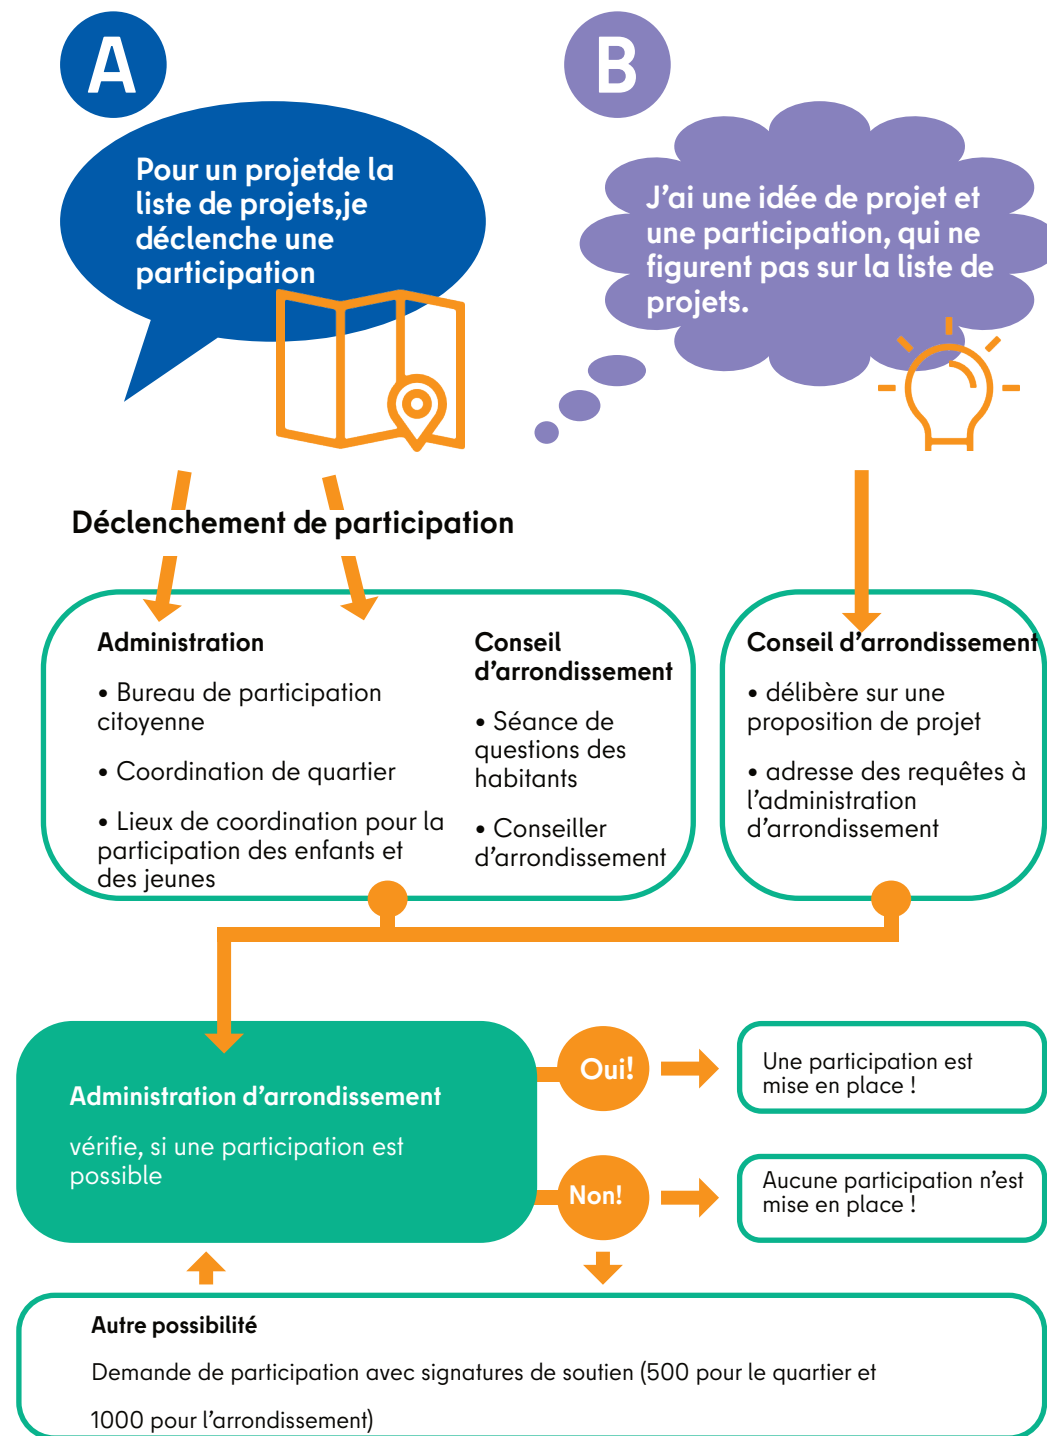 A
Pour un projetde la
liste de projets,je
déclenche une
participation
B
J'ai une idée de projet et
une participation, qui ne
figurent pas sur la liste de
projets.
Déclenchement de participation
Administration
• Bureau de participation
citoyenne
• Coordination de quartier
• Lieux de coordination pour la
participation des enfants et
des jeunes
Conseil
d'arrondissement
• Séance de
questions des
habitants
• Conseiller
d'arrondissement
Conseil d'arrondissement
• délibère sur une
proposition de projet
• adresse des requêtes à
l'administration
d'arrondissement
Administration d'arrondissement
vérifie, si une participation est
possible
Oui!
Une participation est
mise en place !
Non!
Aucune participation n'est
mise en place !
Autre possibilité
Demande de participation avec signatures de soutien (500 pour le quartier et
1000 pour l'arrondissement)